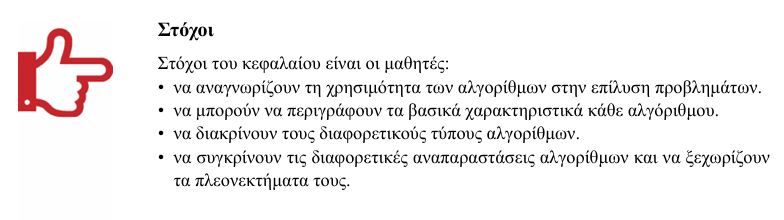 Στόχοι
Στόχοι του κεφαλαίου είναι οι μαθητές:
• να αναγνωρίζουν τη χρησιμότητα των αλγορίθμων στην επίλυση προβλημάτων.
• να μπορούν να περιγράφουν τα βασικά χαρακτηριστικά κάθε αλγόριθμου.
• να διακρίνουν τους διαφορετικούς τύπους αλγορίθμων.
• να συγκρίνουν τις διαφορετικές αναπαραστάσεις αλγορίθμων και να ξεχωρίζουν
τα πλεονεκτήματα τους.